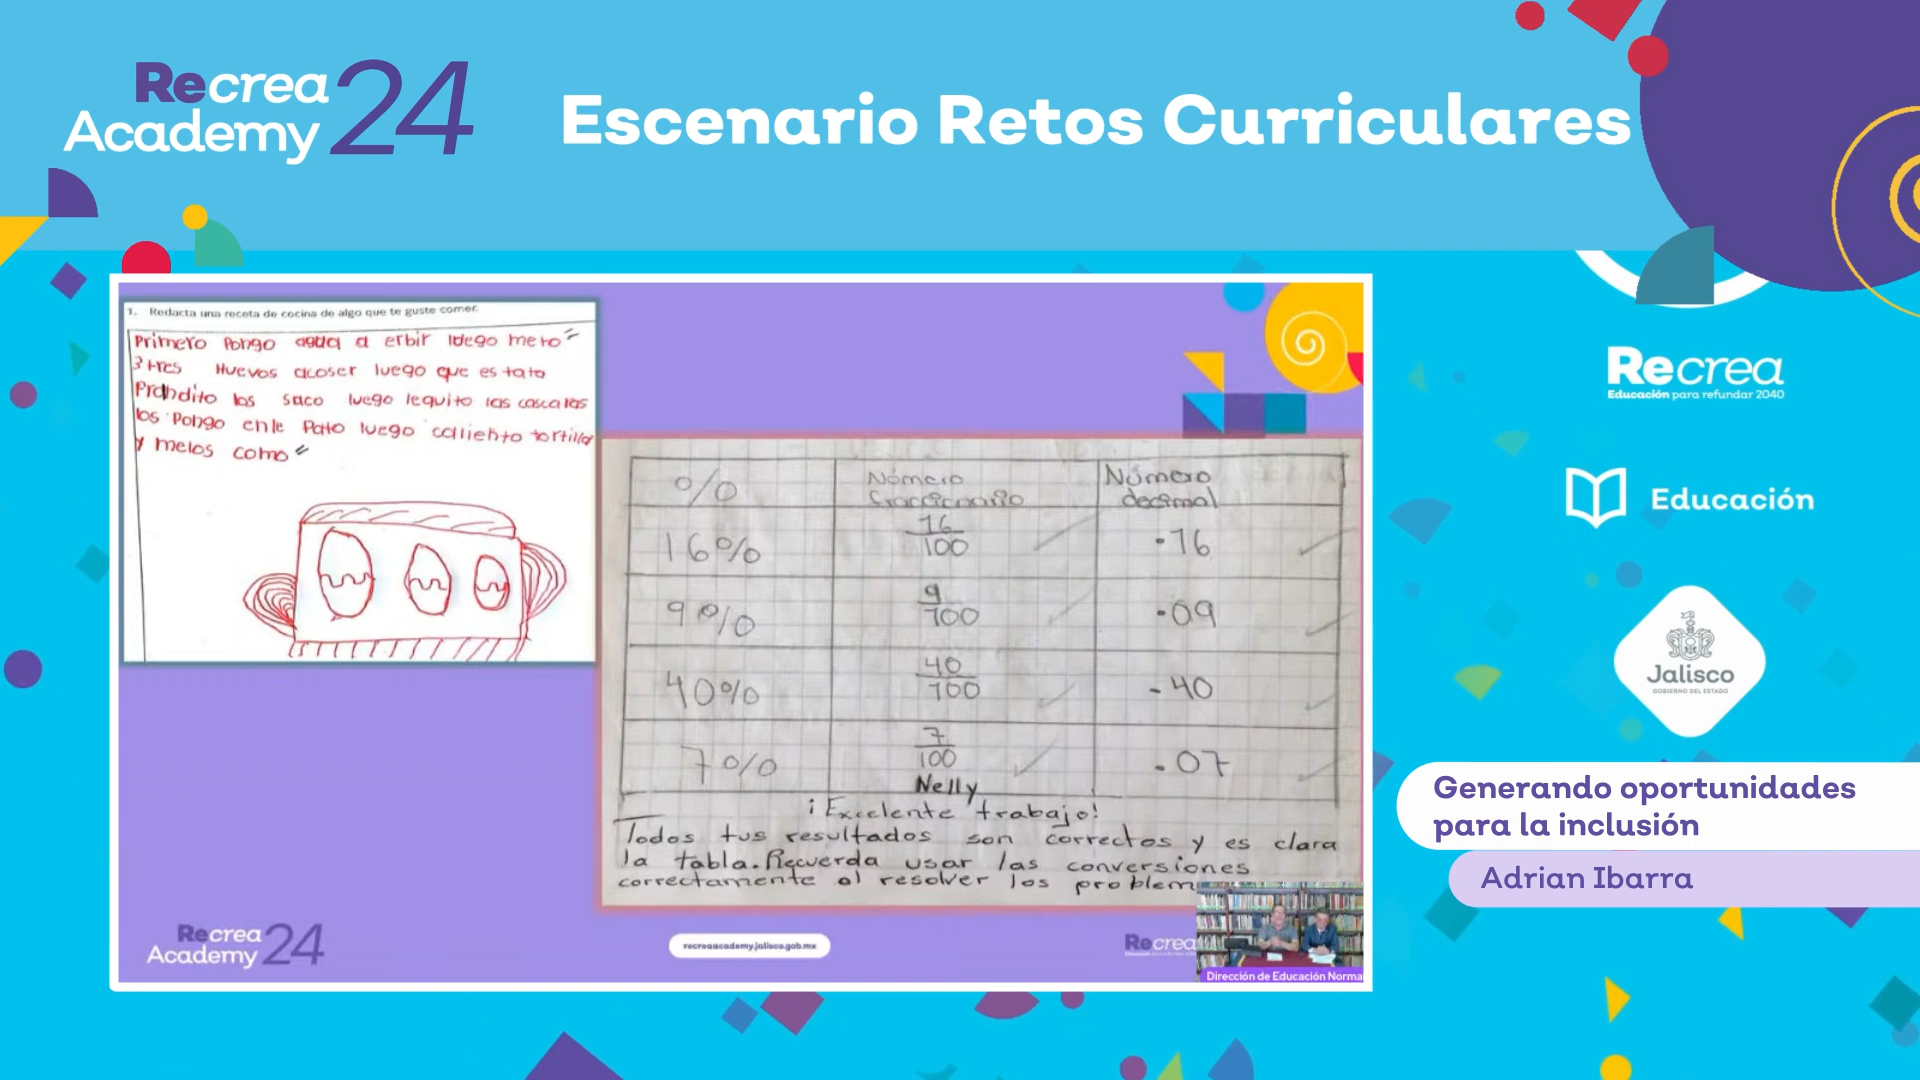 Recrea
Academy 24
Escenario Retos Curriculares
1. Redacta una receta de cocina de algo que te guste comer.
Primero Pongo agua a erbir luego meto
3 tres Huevos acoser luego que es tata
Prandito los saco luego lequito las cascaras
los Pongo enle Pato luego calliento tortilla
y melos como
% Número fraccionario Número decimal
16% 16/100 .16
9% 9/100 .09
40% 40/100 .40
7% 7/100 .07
Nelly
¡Excelente trabajo!
Todos tus resultados son correctos y es clara
la tabla. Recuerda usar las conversiones
correctamente al resolver los problem
Recrea
Academy 24
recreaacademy.jalisco.gob.mx
Recrea
Dirección de Educación Norma
Recrea
Educación para refundar 2040
Educación
Jalisco
GOBIERNO DEL ESTADO
Generando oportunidades
para la inclusión
Adrian Ibarra